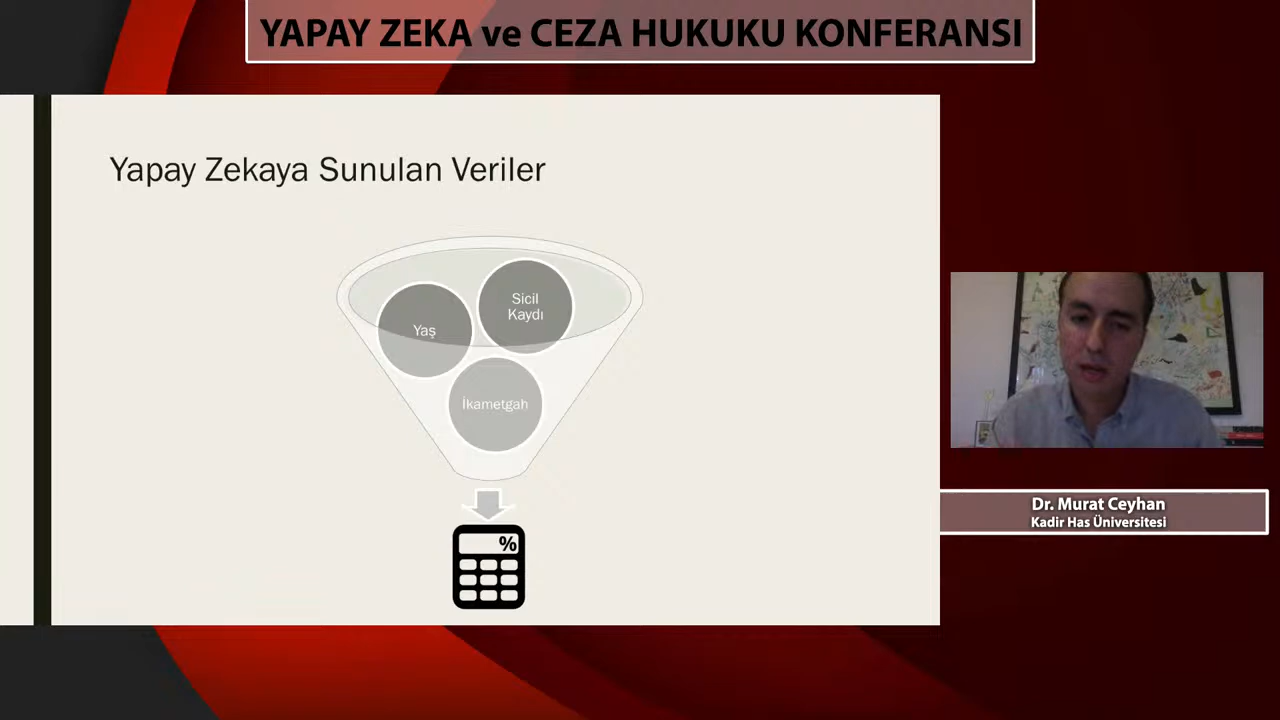 YAPAY ZEKA ve CEZA HUKUKU KONFERANSI
Yapay Zekaya Sunulan Veriler
Sicil
Kaydı
Yaş
İkametgah
%
Dr. Murat Ceyhan
Kadir Has Üniversitesi